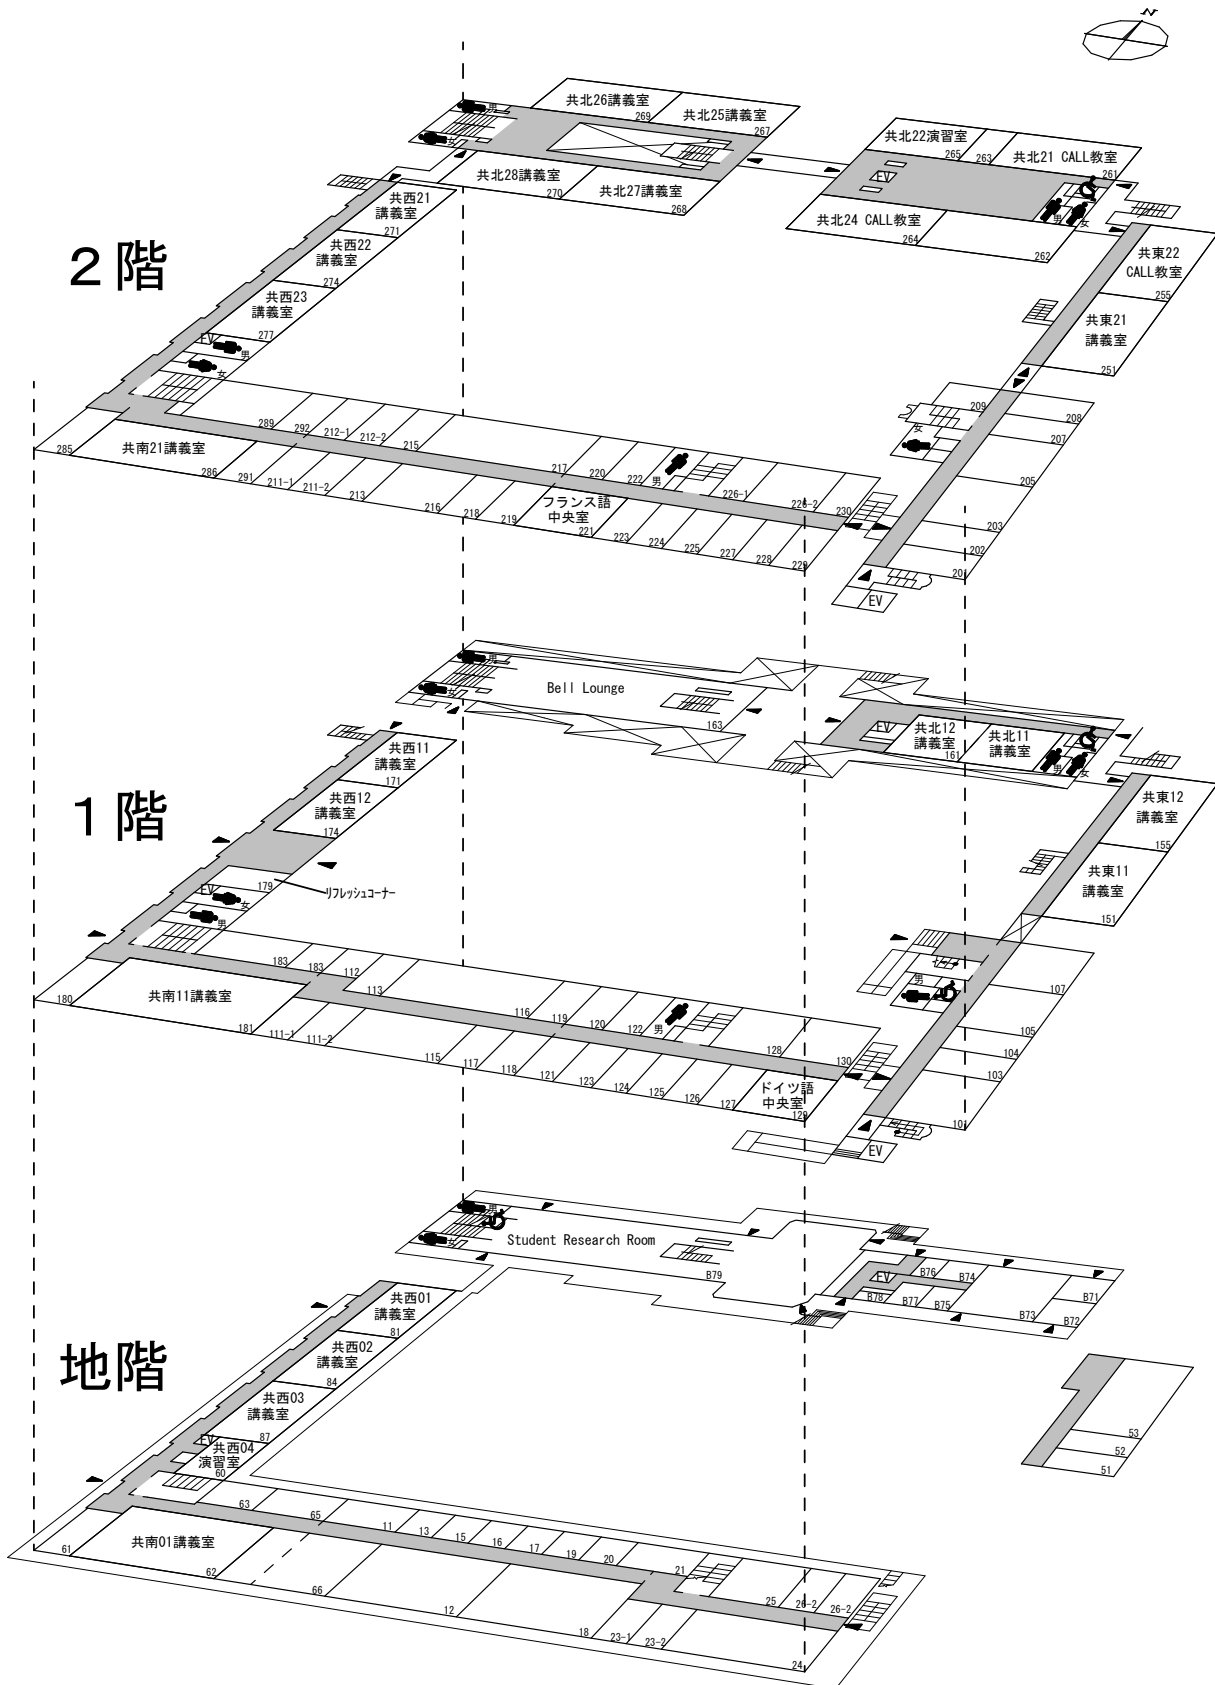 N
2階
男
女
共北26講義室
269
共北25講義室
267
共北28講義室
270
共北27講義室
268
共北22演習室
265
263
共北21 CALL教室
261
EV
共北24 CALL教室
264
262
男
女
共西21
講義室
271
共西22
講義室
274
共西23
講義室
277
EV
男
女
共東22
CALL教室
255
共東21
講義室
251
285
共南21講義室
286
289
292
212-1
212-2
215
217
220
222
男
226-1
226-2
230
291
211-1
211-2
213
216
218
219
フランス語
中央室
221
223
224
225
227
228
229
209
208
207
女
205
203
202
201
EV
1階
男
女
Bell Lounge
163
EV
共北12
講義室
161
共北11
講義室
男
女
共西11
講義室
171
共西12
講義室
174
179
リフレッシュコーナー
EV
女
男
共東12
講義室
155
共東11
講義室
151
180
共南11講義室
181
183
183
112
113
116
119
120
122
男
128
130
111-1
111-2
115
117
118
121
123
124
125
126
127
ドイツ語
中央室
129
男
107
105
104
103
101
EV
地階
男
女
Student Research Room
B79
EV
B76
B74
B78
B77
B75
B73
B71
B72
共西01
講義室
81
共西02
講義室
84
共西03
講義室
87
EV
共西04
演習室
60
53
52
51
61
共南01講義室
62
63
65
11
13
15
16
17
19
20
21
25
26-2
26-2
66
12
18
23-1
23-2
24